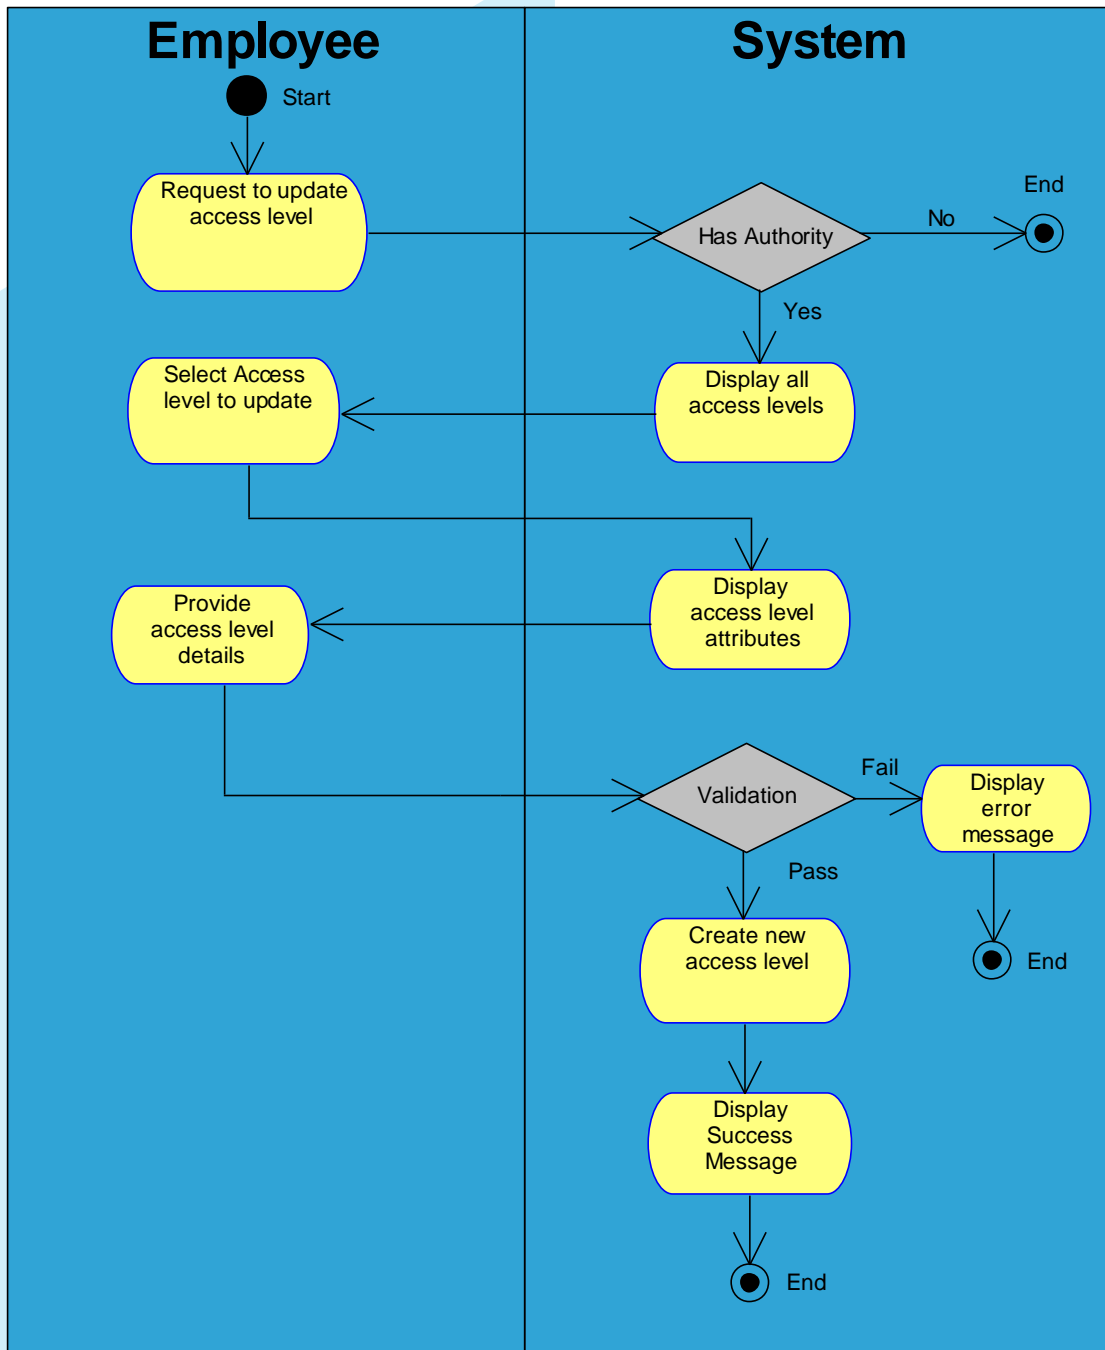 Employee
System
Start
Request to update
access level
Has Authority
No
End
Yes
Select Access
level to update
Display all
access levels
Provide
access level
details
Display
access level
attributes
Validation
Fail
Display
error
message
Pass
Create new
access level
End
Display
Success
Message
End